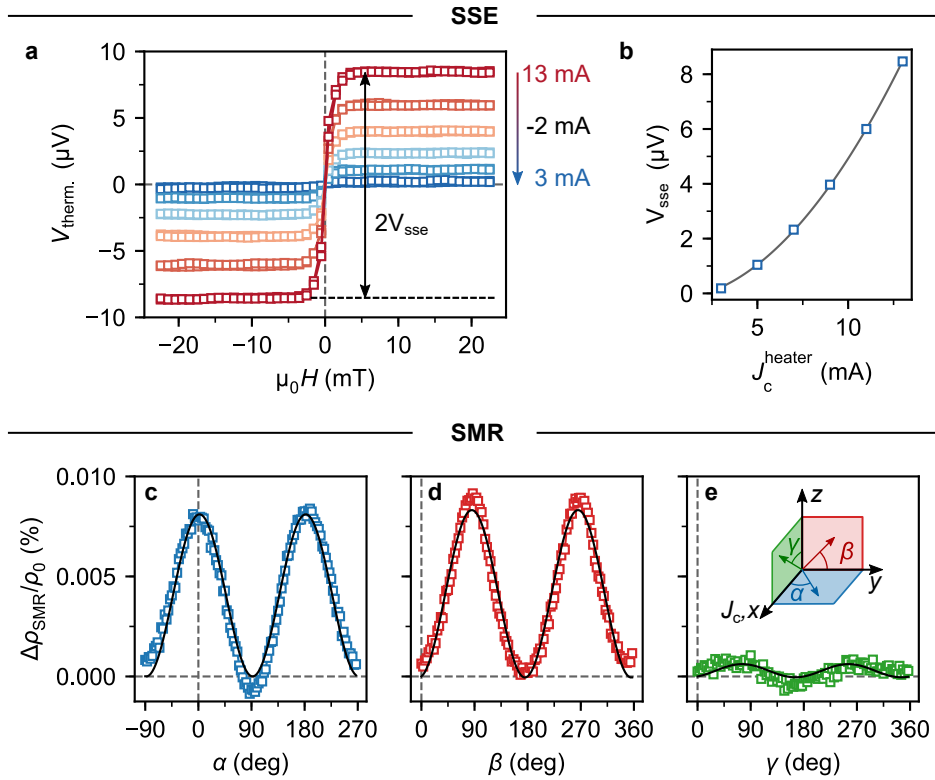 SSE
a
10
5
0
−5
−10
V_therm. (µV)
−20 −10 0 10 20
µ₀H (mT)
2V_sse
13 mA
-2 mA
3 mA
b
8
6
4
2
0
V_sse (µV)
5 10
J_c^heater (mA)
SMR
c
0.010
0.005
0.000
Δρ_SMR/ρ₀ (%)
−90 0 90 180 270
α (deg)
d
0 90 180 270 360
β (deg)
e
z
γ
β
α
y
J_c,x
0 90 180 270 360
γ (deg)